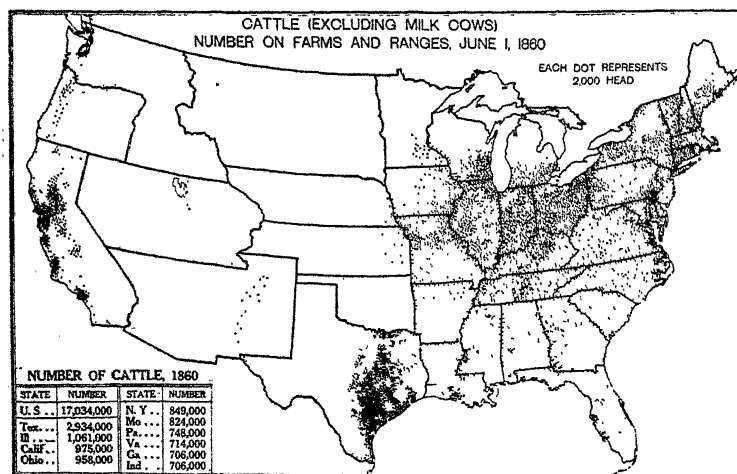 CATTLE (EXCLUDING MILK COWS)
NUMBER ON FARMS AND RANGES, JUNE 1, 1860
EACH DOT REPRESENTS
2,000 HEAD
NUMBER OF CATTLE, 1860
STATE NUMBER STATE NUMBER
U. S... 17,034,000 N. Y.. 849,000
Tex... 2,934,000 Mo... 824,000
Ill.... 1,061,000 Pa.... 748,000
Calif.. 975,000 Va... 714,000
Ohio.. 958,000 Ga... 706,000
Ind.. 706,000